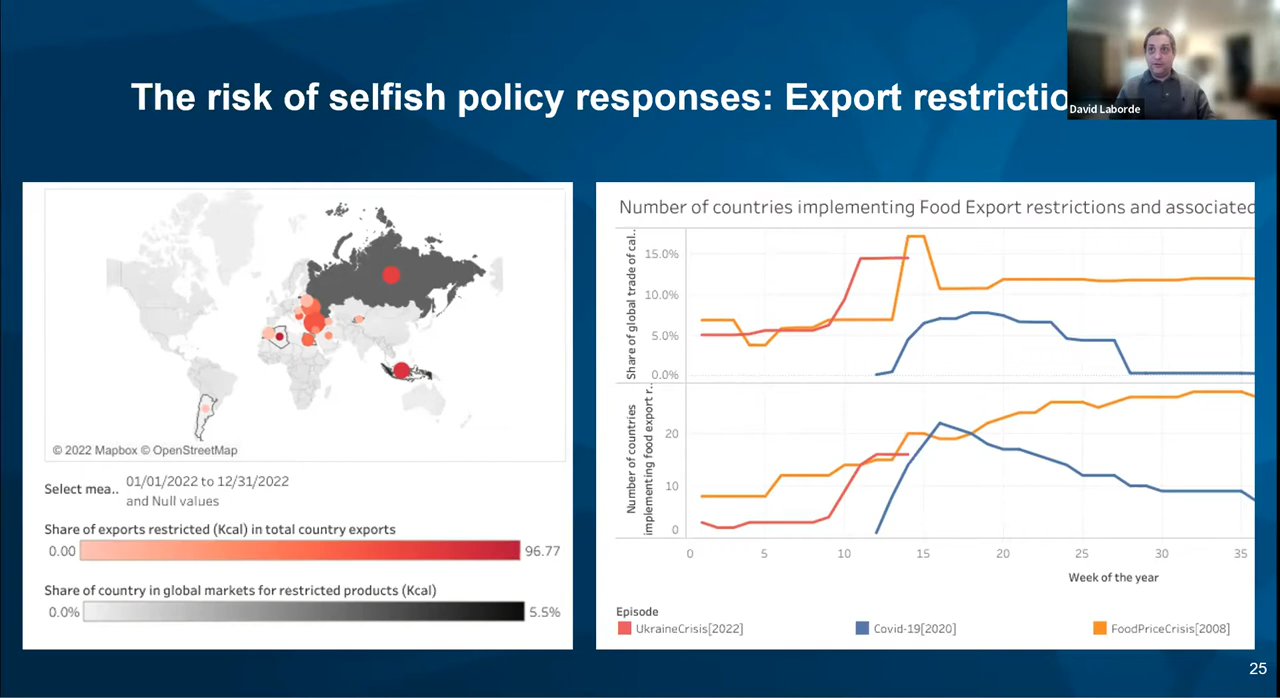 The risk of selfish policy responses: Export restrictio
David Laborde
© 2022 Mapbox © OpenStreetMap
Select mea..
01/01/2022 to 12/31/2022
and Null values
Share of exports restricted (Kcal) in total country exports
0.00
96.77
Share of country in global markets for restricted products (Kcal)
0.0%
5.5%
Number of countries implementing Food Export restrictions and associated
Share of global trade of cal..
15.0%
10.0%
5.0%
0.0%
Number of countries
implementing food export r..
20
10
0
0
5
10
15
20
25
30
35
Week of the year
Episode
UkraineCrisis[2022]
Covid-19[2020]
FoodPriceCrisis[2008]
25